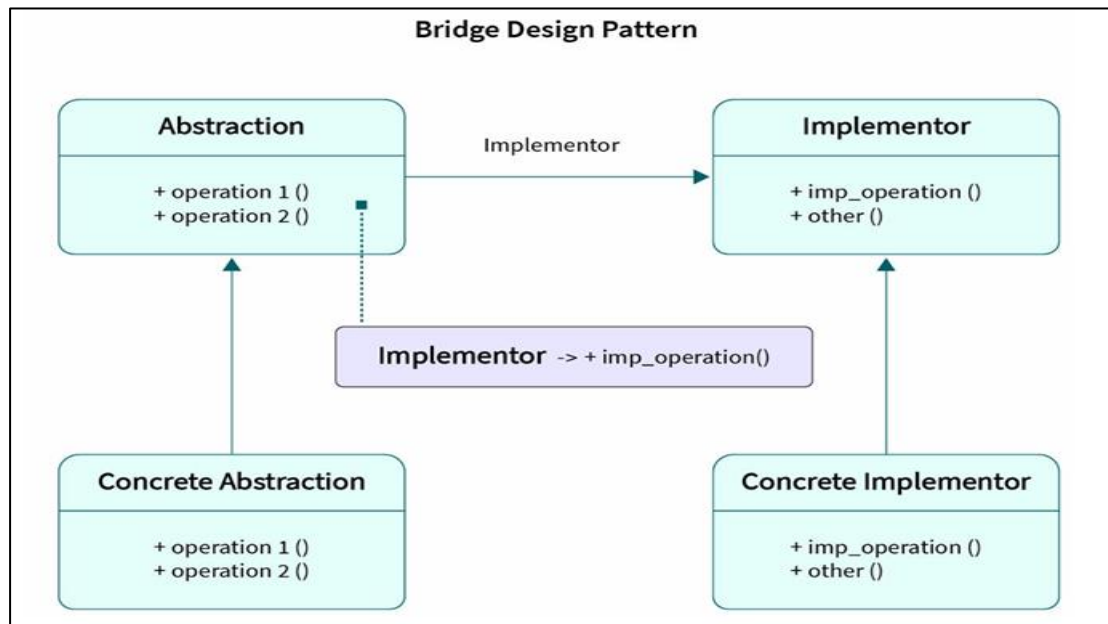 Bridge Design Pattern
Abstraction
+ operation 1 ()
+ operation 2 ()
Implementor
Implementor
+ imp_operation ()
+ other ()
Implementor -> + imp_operation()
Concrete Abstraction
+ operation 1 ()
+ operation 2 ()
Concrete Implementor
+ imp_operation ()
+ other ()